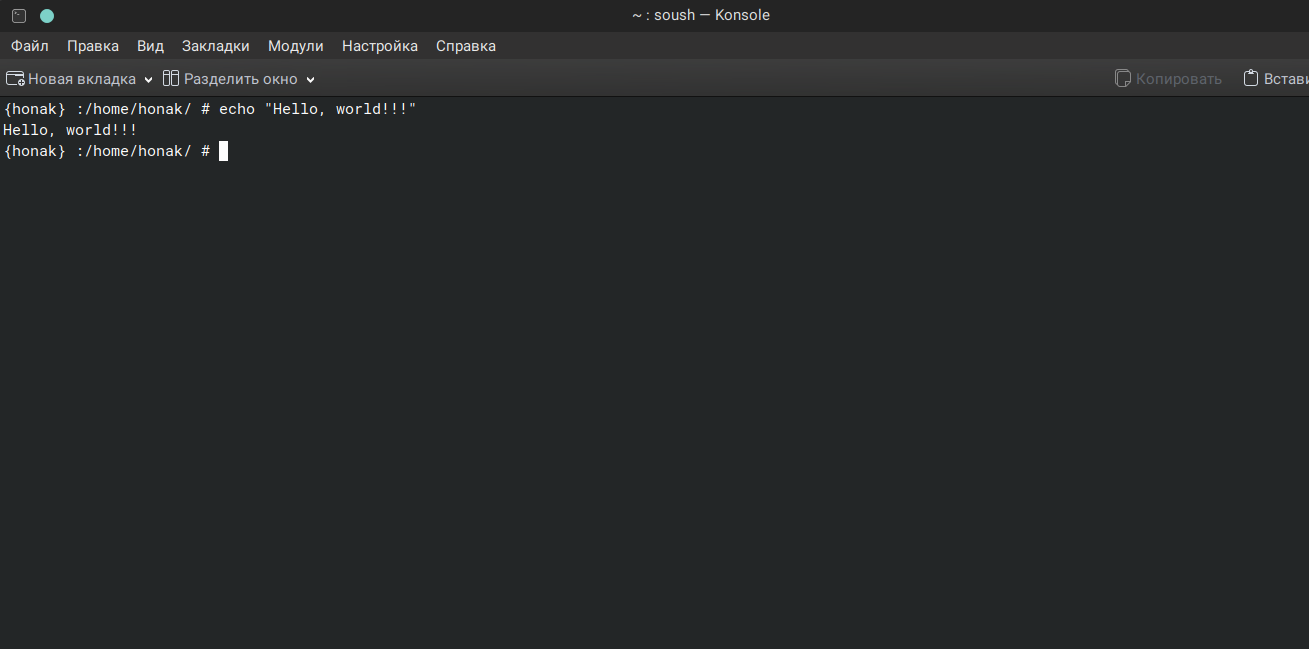 ~ : soush — Konsole
Файл Правка Вид Закладки Модули Настройка Справка
Новая вкладка Разделить окно Копировать Встави
{honak} :/home/honak/ # echo "Hello, world!!!"
Hello, world!!!
{honak} :/home/honak/ #